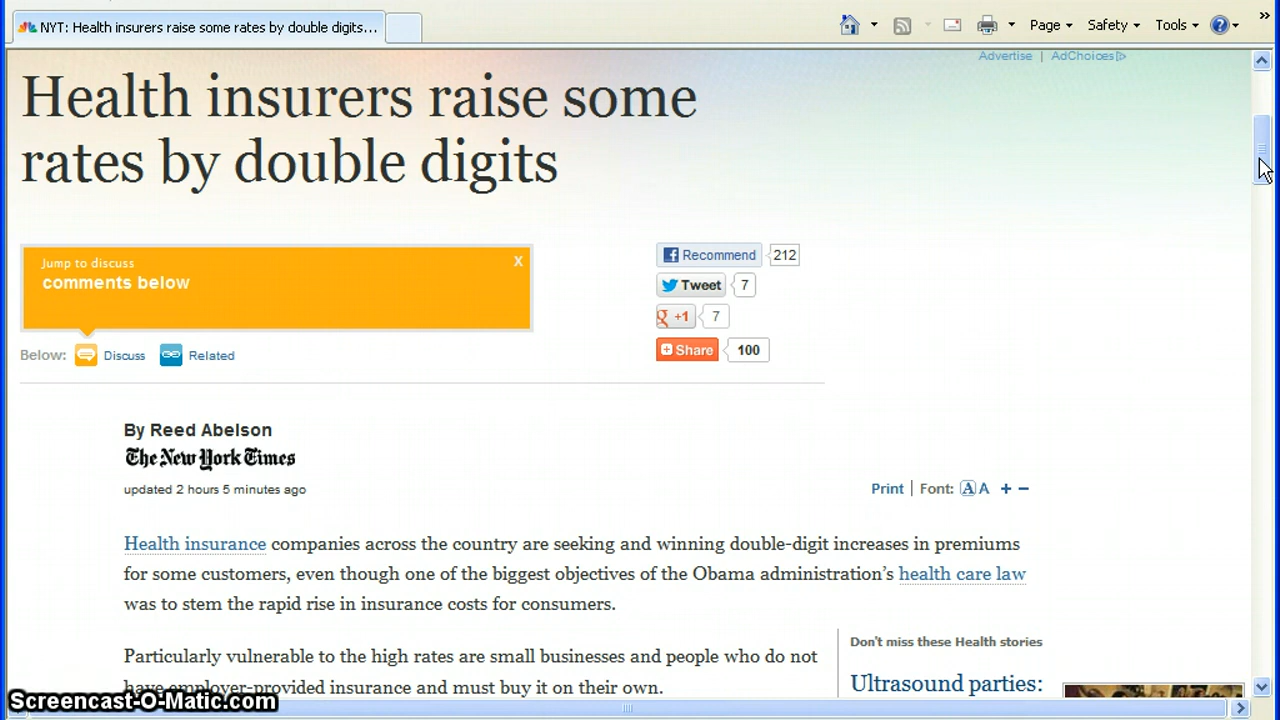 NYT: Health insurers raise some rates by double digits...
Page
Safety
Tools
»
Advertise | AdChoices
Health insurers raise some
rates by double digits
Jump to discuss
X
comments below
Recommend 212
Tweet 7
+1 7
Share 100
Below: Discuss Related
By Reed Abelson
The New York Times
updated 2 hours 5 minutes ago
Print | Font: A A + −
Health insurance companies across the country are seeking and winning double-digit increases in premiums
for some customers, even though one of the biggest objectives of the Obama administration's health care law
was to stem the rapid rise in insurance costs for consumers.
Don't miss these Health stories
Particularly vulnerable to the high rates are small businesses and people who do not
have employer-provided insurance and must buy it on their own.
Ultrasound parties:
Screencast-O-Matic.com